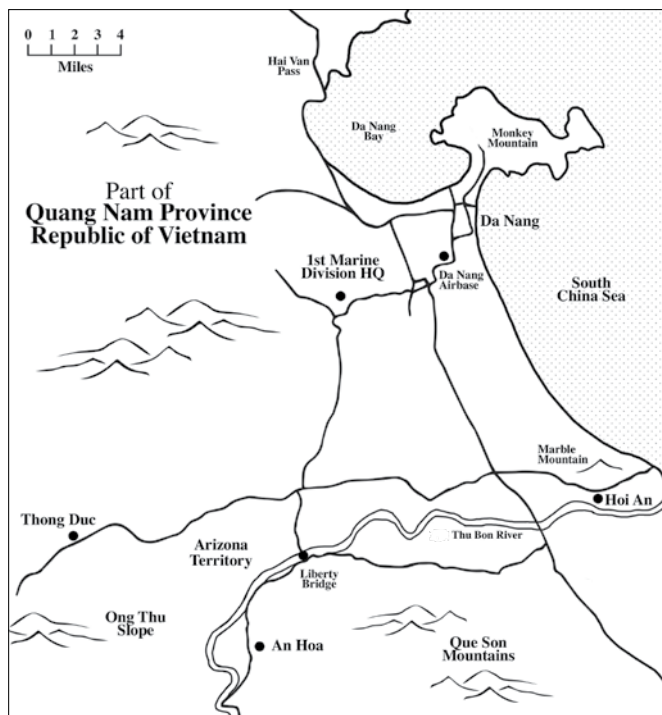 0 1 2 3 4
Miles
Hai Van
Pass
Da Nang
Bay
Monkey
Mountain
Part of
Quang Nam Province
Republic of Vietnam
Da Nang
1st Marine
Division HQ
Da Nang
Airbase
South
China Sea
Marble
Mountain
Hoi An
Thong Duc
Thu Bon River
Arizona
Territory
Liberty
Bridge
Ong Thu
Slope
An Hoa
Que Son
Mountains